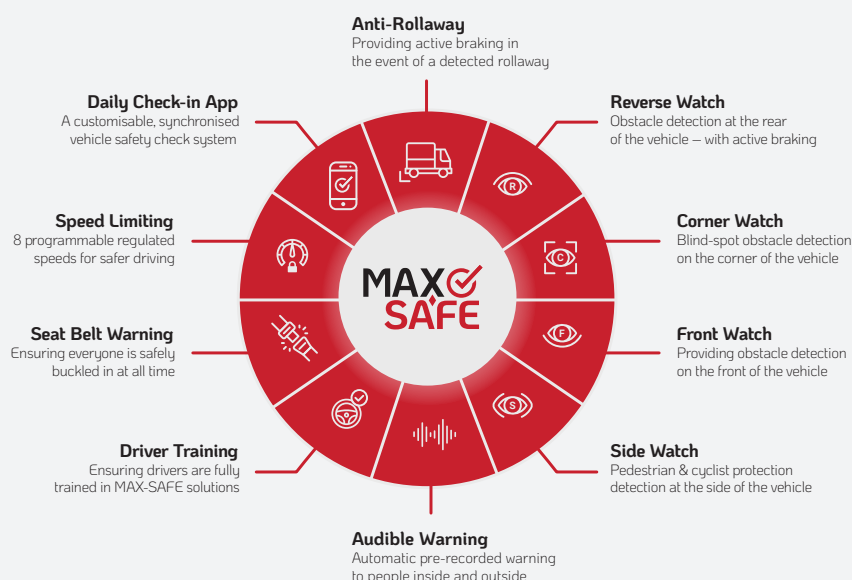 Anti-Rollaway
Providing active braking in
the event of a detected rollaway
Reverse Watch
Obstacle detection at the rear
of the vehicle – with active braking
Corner Watch
Blind-spot obstacle detection
on the corner of the vehicle
Front Watch
Providing obstacle detection
on the front of the vehicle
Side Watch
Pedestrian & cyclist protection
detection at the side of the vehicle
Audible Warning
Automatic pre-recorded warning
to people inside and outside
Driver Training
Ensuring drivers are fully
trained in MAX-SAFE solutions
Seat Belt Warning
Ensuring everyone is safely
buckled in at all time
Speed Limiting
8 programmable regulated
speeds for safer driving
Daily Check-in App
A customisable, synchronised
vehicle safety check system
R
C
F
S
MAX
SAFE